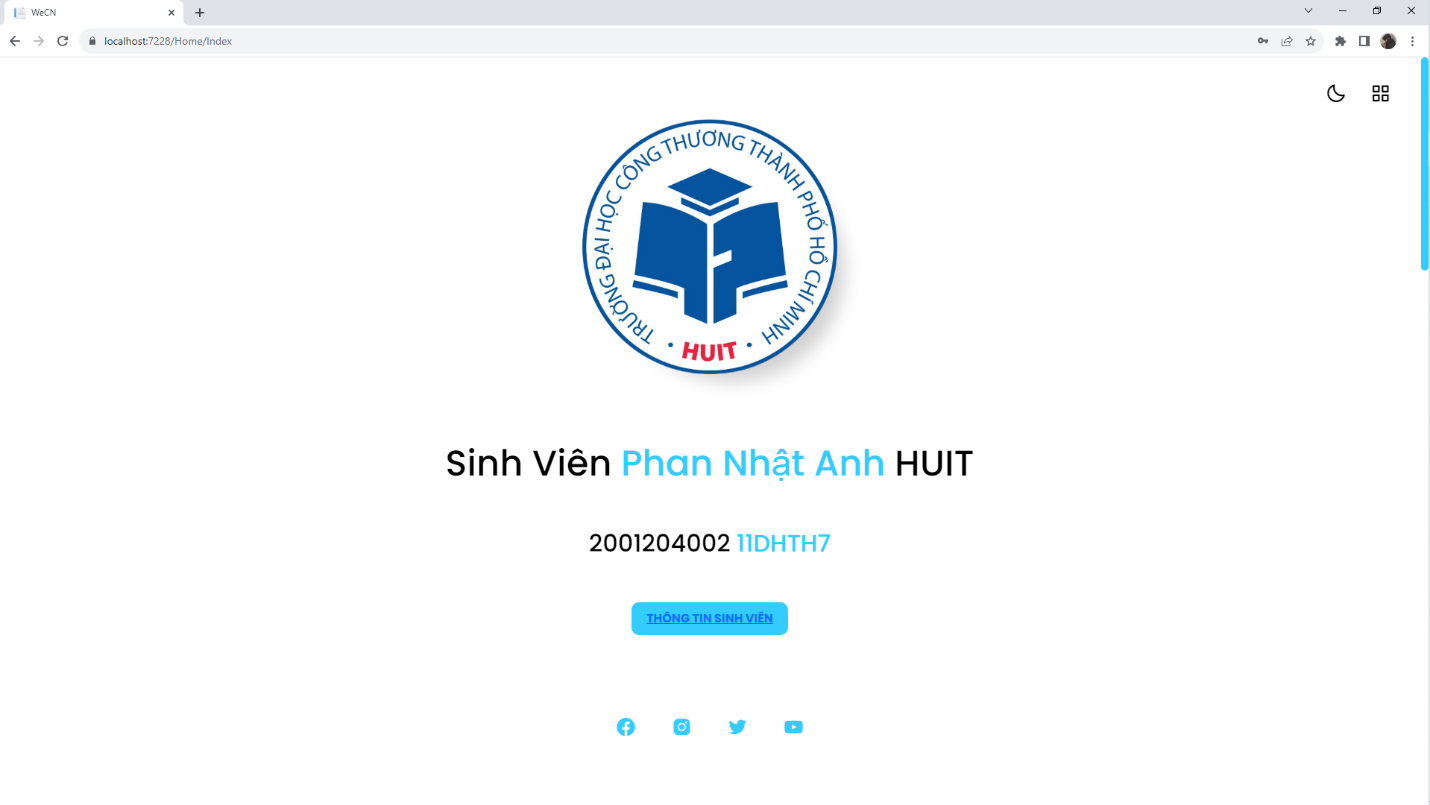 WeCN
localhost:7228/Home/Index
TRƯỜNG ĐẠI HỌC CÔNG THƯƠNG THÀNH PHỐ HỒ CHÍ MINH
HUIT
Sinh Viên Phan Nhật Anh HUIT
2001204002 11DHTH7
THÔNG TIN SINH VIÊN